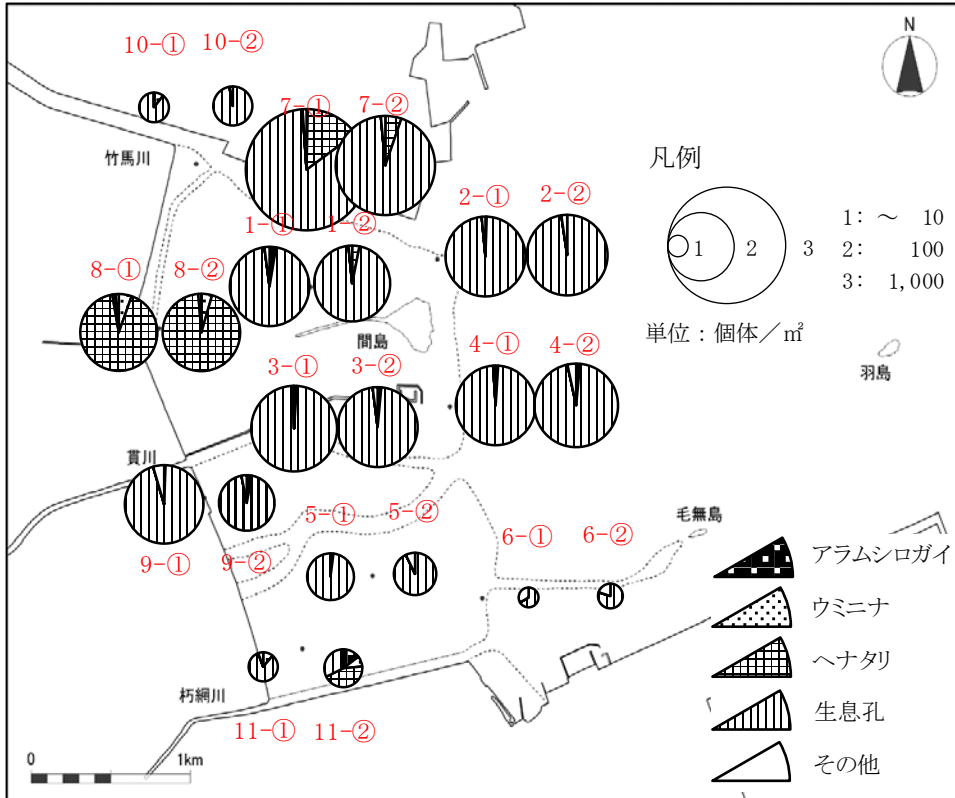 10-① 10-②
N
7-① 7-②
竹馬川
凡例
2-① 2-②
1-① 1-②
1 2 3
1: ～ 10
2: 100
3: 1,000
8-① 8-②
単位：個体／㎡
間島
4-① 4-②
羽島
3-① 3-②
貫川
5-① 5-②
6-① 6-②
毛無島
9-① 9-②
アラムシロガイ
ウミニナ
ヘナタリ
朽網川
生息孔
11-① 11-②
0 1km
その他